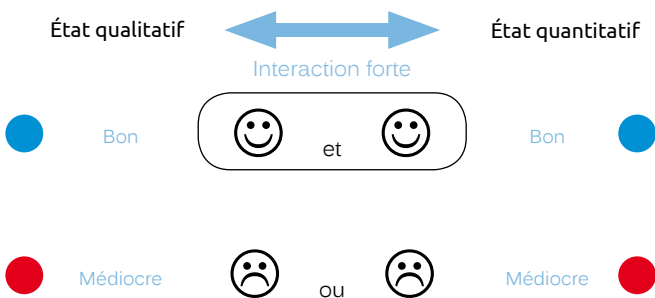 État qualitatif
État quantitatif
Interaction forte
Bon
et
Bon
Médiocre
ou
Médiocre